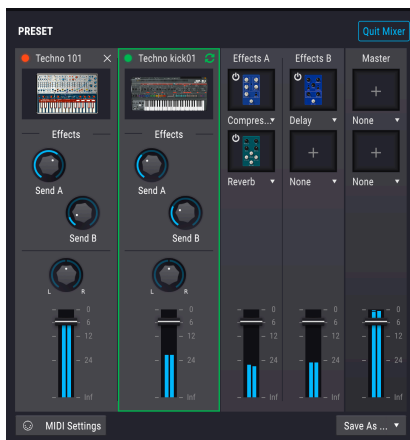 PRESET
Quit Mixer
Techno 101
Techno kick01
Effects A
Effects B
Master
Compres...
Delay
None
Reverb
None
None
Effects
Send A
Send B
L R
Effects
Send A
Send B
L R
0
6
12
24
Inf
0
6
12
24
Inf
0
6
12
24
Inf
0
6
12
24
Inf
0
6
12
24
Inf
MIDI Settings
Save As ...